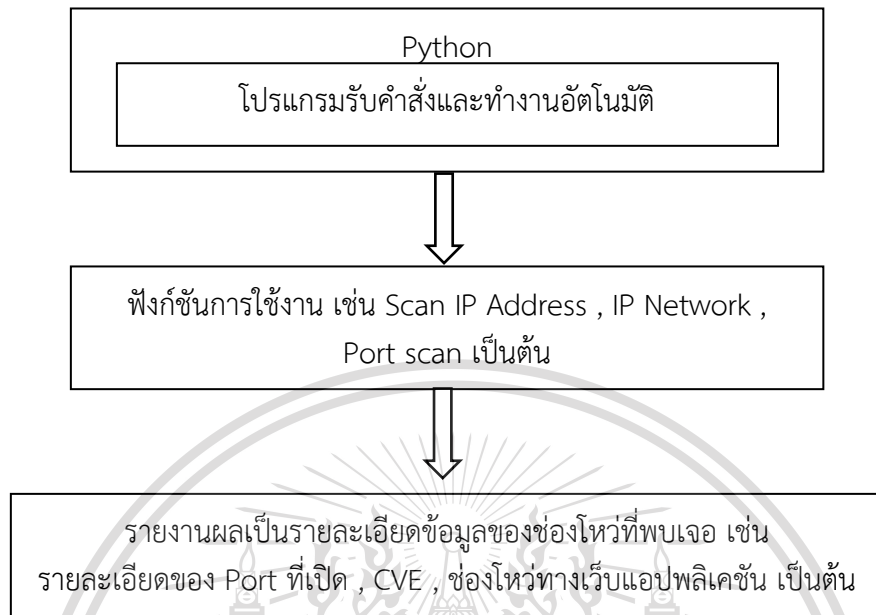 Python
โปรแกรมรับคำสั่งและทำงานอัตโนมัติ
ฟังก์ชันการใช้งาน เช่น Scan IP Address , IP Network ,
Port scan เป็นต้น
รายงานผลเป็นรายละเอียดข้อมูลของช่องโหว่ที่พบเจอ เช่น
รายละเอียดของ Port ที่เปิด , CVE , ช่องโหว่ทางเว็บแอปพลิเคชัน เป็นต้น